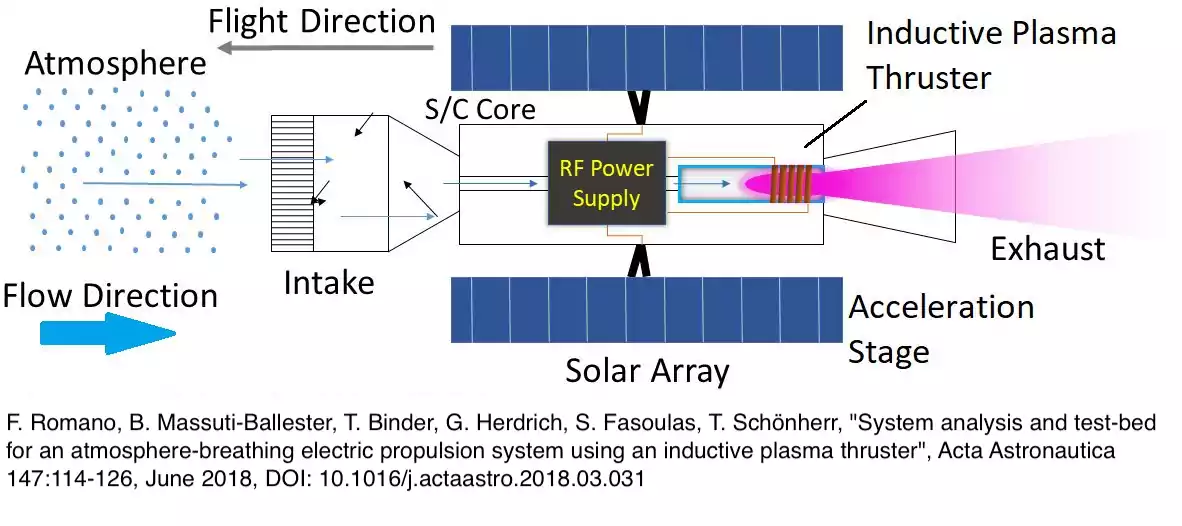 Flight Direction
Inductive Plasma
Thruster
Atmosphere
S/C Core
RF Power
Supply
Exhaust
Intake
Flow Direction
Acceleration
Stage
Solar Array
F. Romano, B. Massuti-Ballester, T. Binder, G. Herdrich, S. Fasoulas, T. Schönherr, "System analysis and test-bed
for an atmosphere-breathing electric propulsion system using an inductive plasma thruster", Acta Astronautica
147:114-126, June 2018, DOI: 10.1016/j.actaastro.2018.03.031